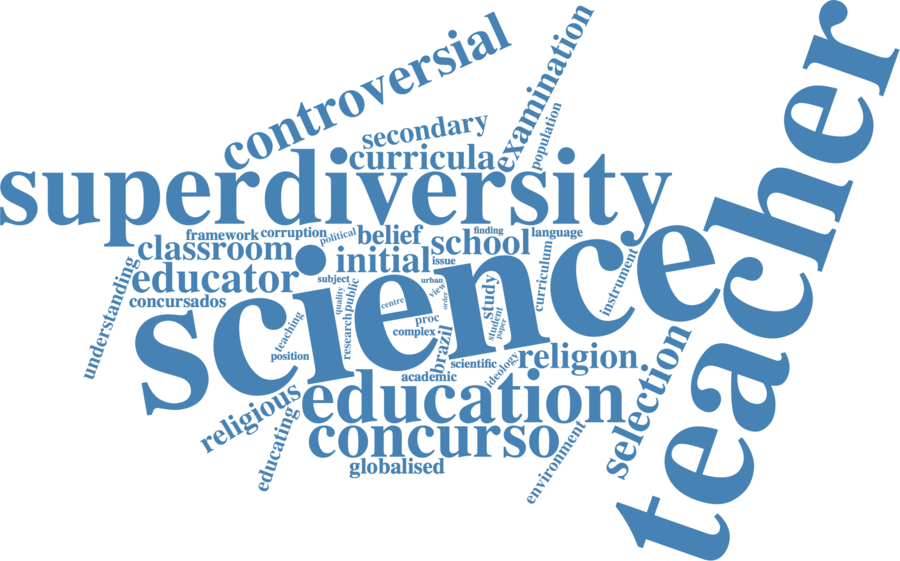 controversial
examination
secondary
population
curricula
superdiversity
teacher
framework
corruption
political
belief
finding
language
classroom
school
initial
issue
curriculum
understanding
educator
subject
public
urban
view
study
instrument
concursados
quality
centre
order
science
teaching
research
proc
student
paper
complex
brazil
position
scientific
religion
academic
ideology
selection
religious
education
educating
concurso
environment
globalised